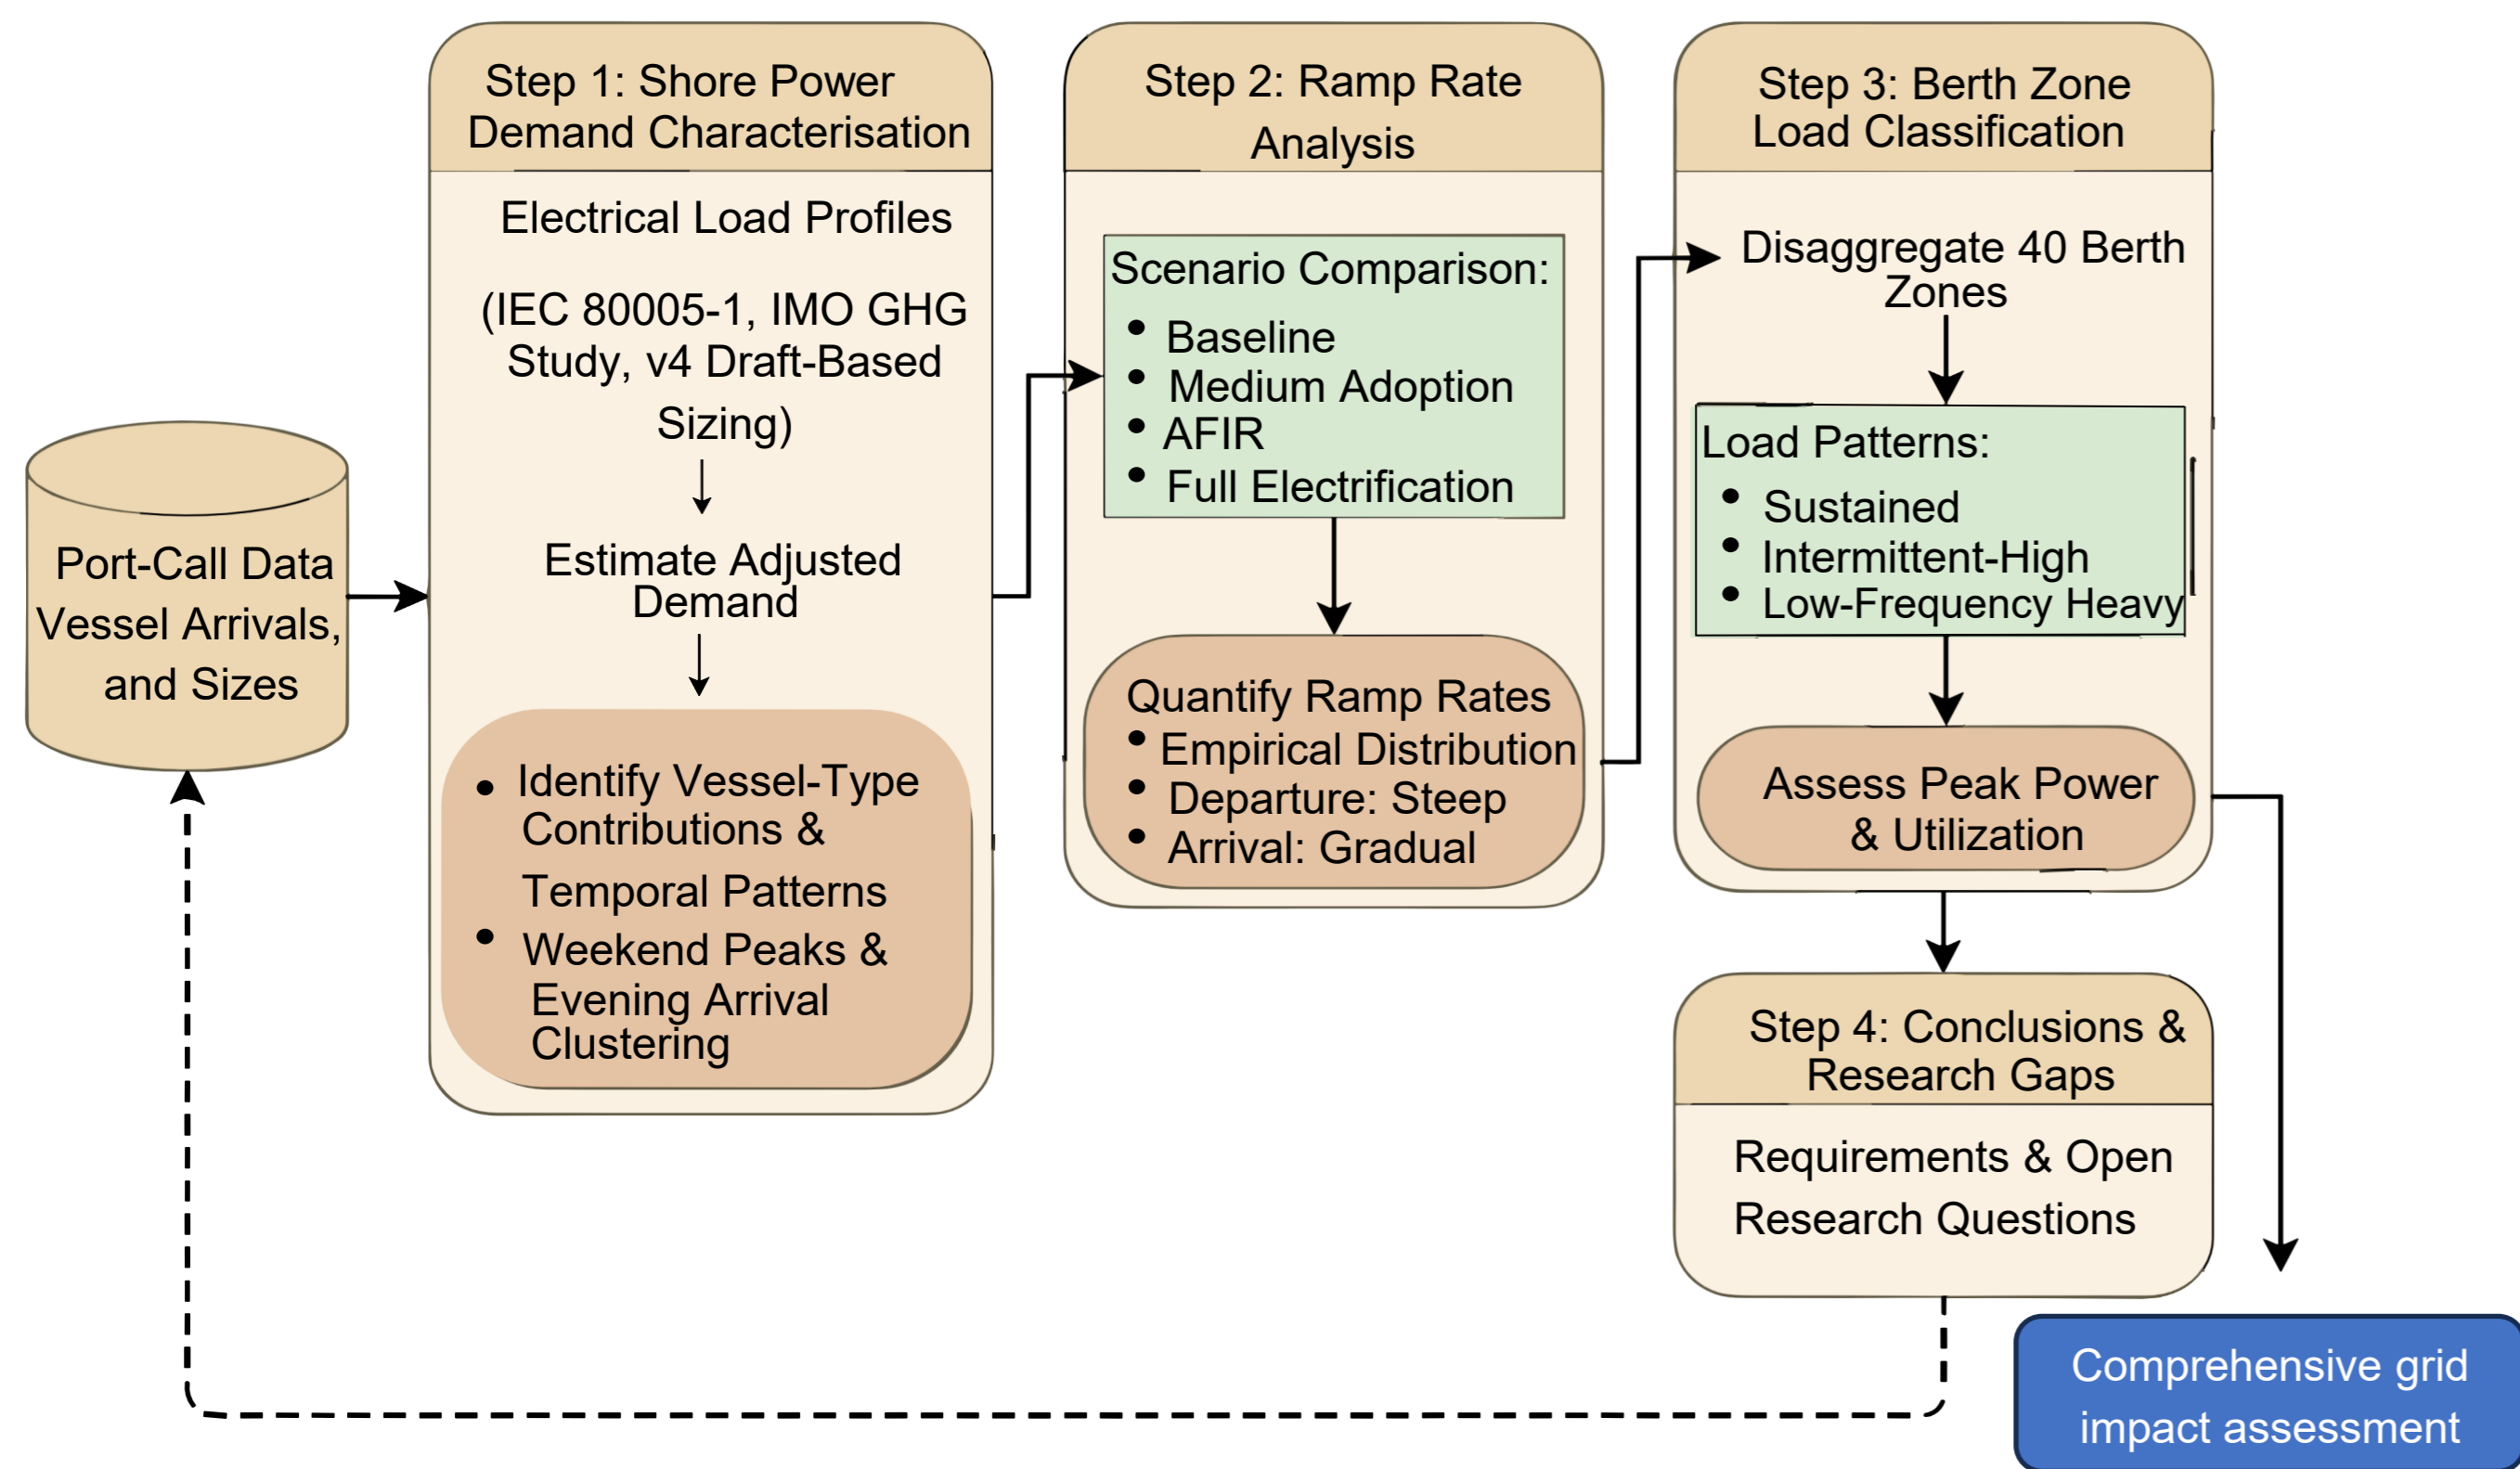 Port-Call Data
Vessel Arrivals,
and Sizes
Step 1: Shore Power
Demand Characterisation
Electrical Load Profiles
(IEC 80005-1, IMO GHG
Study, v4 Draft-Based
Sizing)
Estimate Adjusted
Demand
• Identify Vessel-Type
Contributions &
Temporal Patterns
• Weekend Peaks &
Evening Arrival
Clustering
Step 2: Ramp Rate
Analysis
Scenario Comparison:
• Baseline
• Medium Adoption
• AFIR
• Full Electrification
Quantify Ramp Rates
• Empirical Distribution
• Departure: Steep
• Arrival: Gradual
Step 3: Berth Zone
Load Classification
Disaggregate 40 Berth
Zones
Load Patterns:
• Sustained
• Intermittent-High
• Low-Frequency Heavy
Assess Peak Power
& Utilization
Step 4: Conclusions &
Research Gaps
Requirements & Open
Research Questions
Comprehensive grid
impact assessment